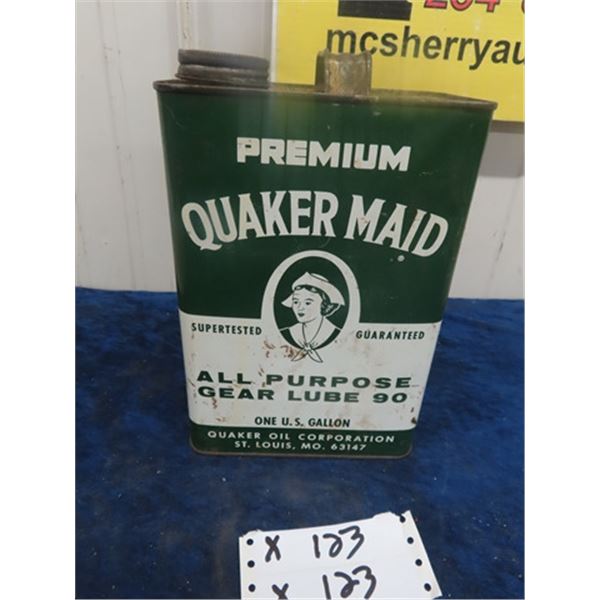 204
mcsherryau
PREMIUM
QUAKER MAID
®
SUPERTESTED GUARANTEED
ALL PURPOSE
GEAR LUBE 90
ONE U.S. GALLON
QUAKER OIL CORPORATION
ST. LOUIS, MO. 63147
X 123
X 123